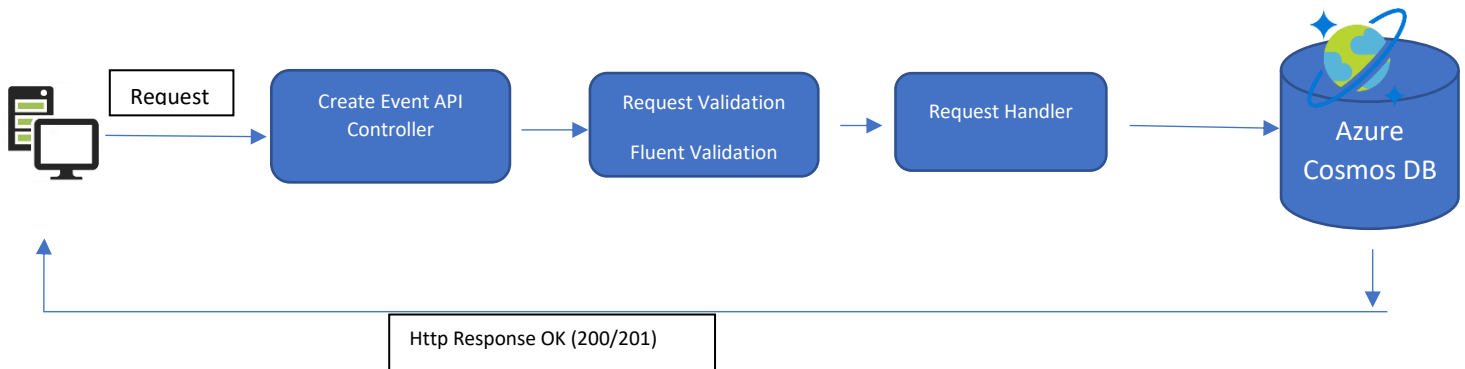 Request
Create Event API
Controller
Request Validation
Fluent Validation
Request Handler
Azure
Cosmos DB
Http Response OK (200/201)